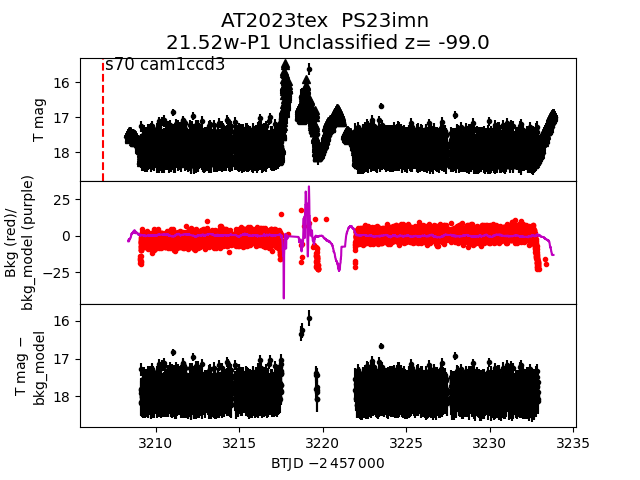 AT2023tex PS23imn
21.52w-P1 Unclassified z= -99.0
s70 cam1ccd3
T mag
16
17
18
Bkg (red)/
bkg_model (purple)
25
0
−25
T mag −
bkg_model
16
17
18
3210 3215 3220 3225 3230 3235
BTJD −2 457 000